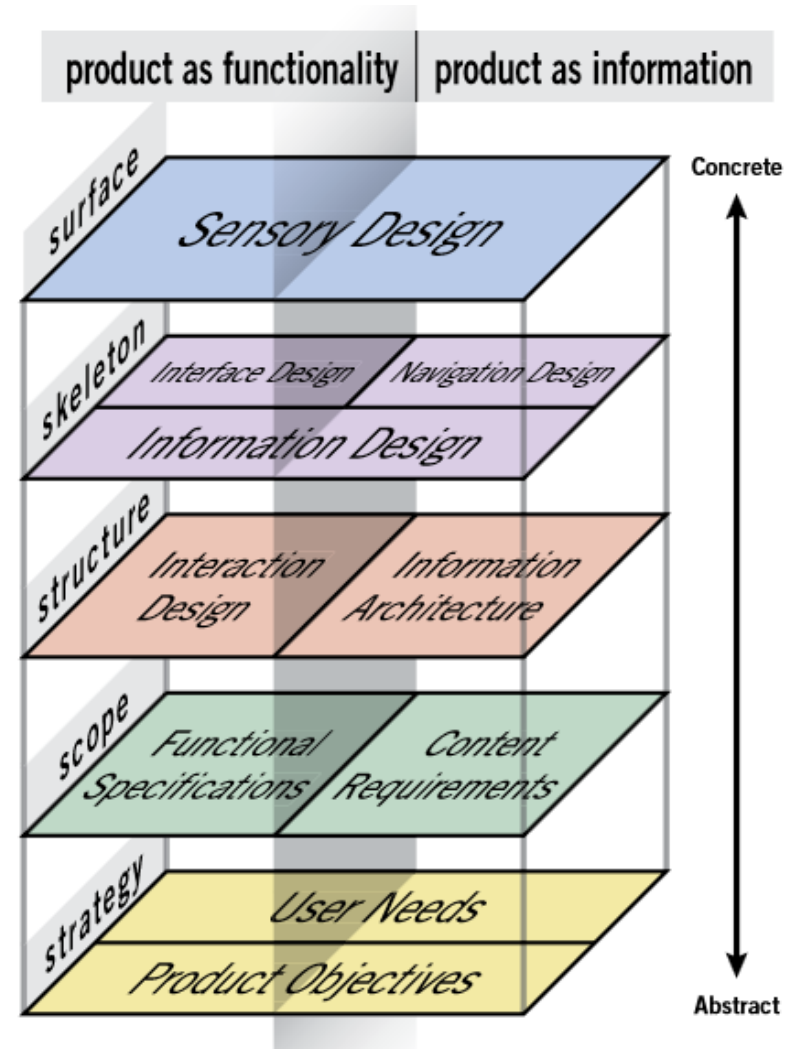 product as functionality
product as information
Concrete
surface
Sensory Design
skeleton
Interface Design
Navigation Design
Information Design
structure
Interaction
Design
Information
Architecture
scope
Functional
Specifications
Content
Requirements
strategy
User Needs
Product Objectives
Abstract